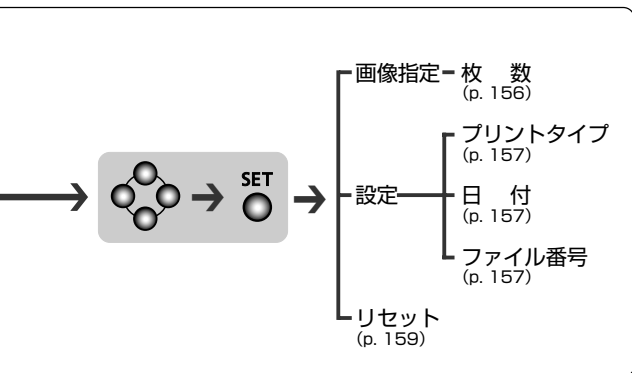 画像指定 枚 数
(p. 156)
プリントタイプ
(p. 157)
SET
設定 日 付
(p. 157)
ファイル番号
(p. 157)
リセット
(p. 159)